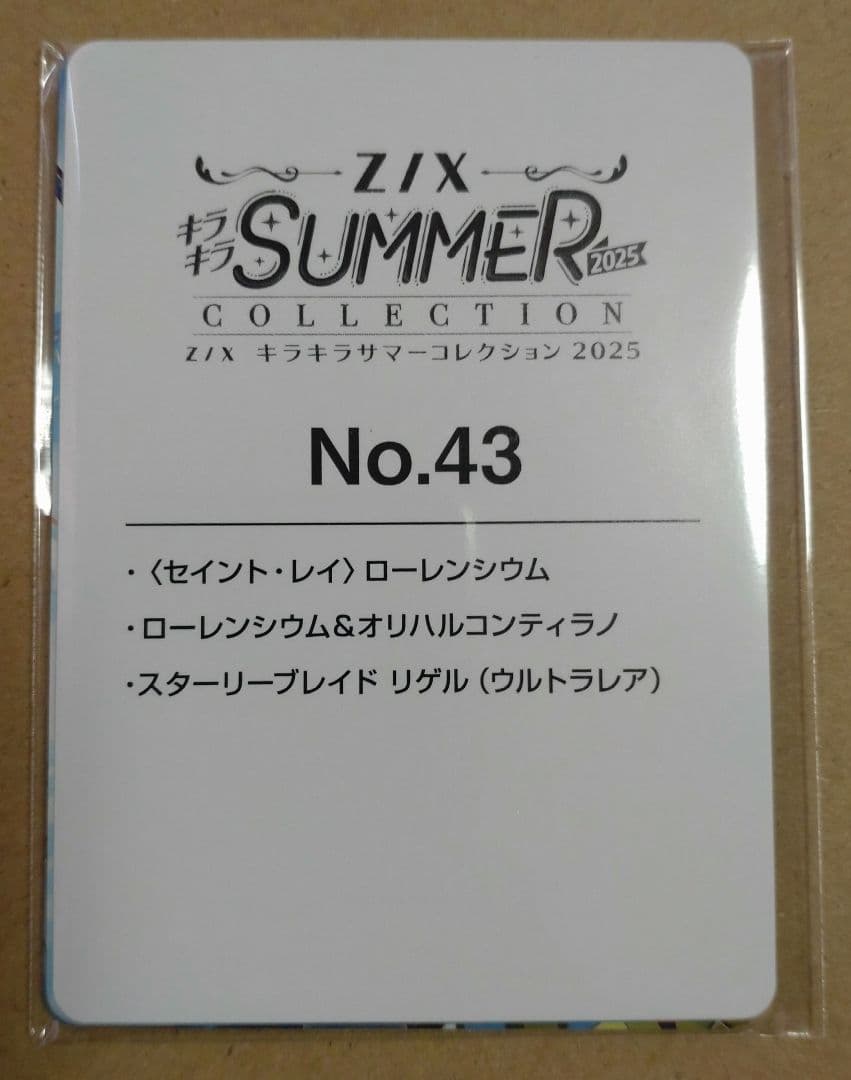 Z/X
キラキラ SUMMER 2025
COLLECTION
Z/X キラキラサマーコレクション 2025
No.43
・〈セイント・レイ〉ローレンシウム
・ローレンシウム&オリハルコンティラノ
・スターリーブレイド リゲル（ウルトラレア）